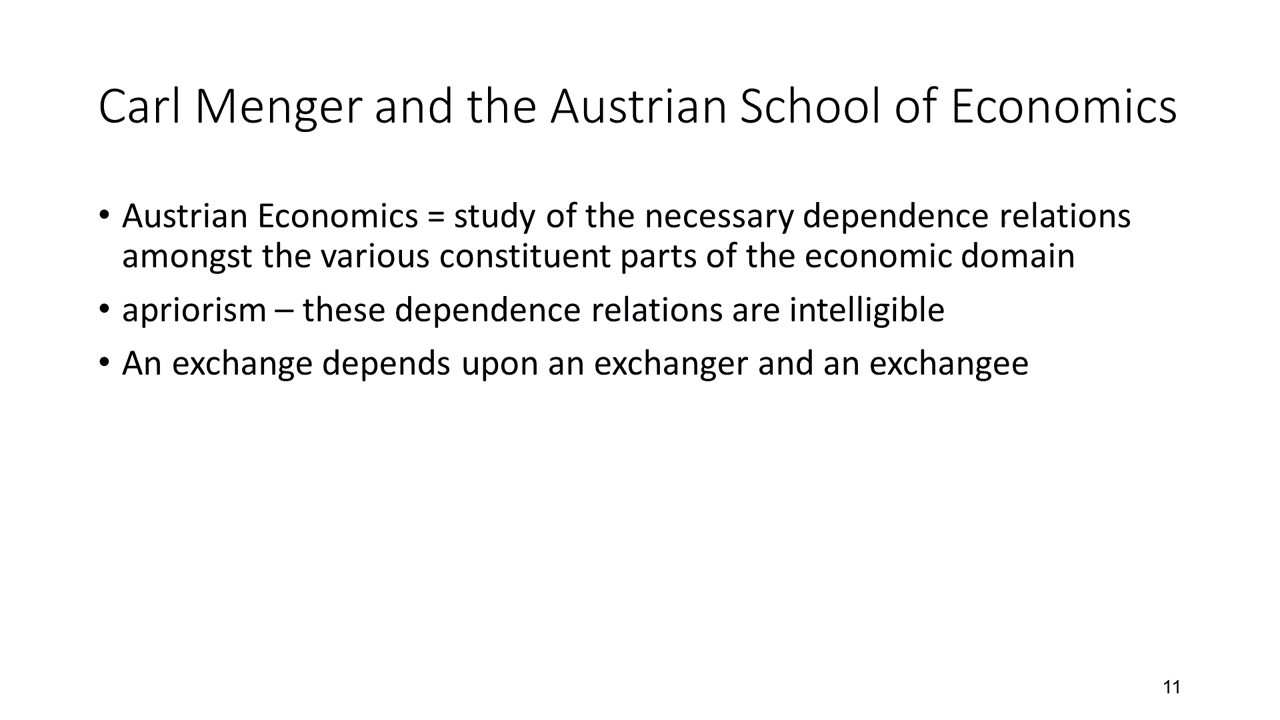 Carl Menger and the Austrian School of Economics
• Austrian Economics = study of the necessary dependence relations
amongst the various constituent parts of the economic domain
• apriorism – these dependence relations are intelligible
• An exchange depends upon an exchanger and an exchangee
11